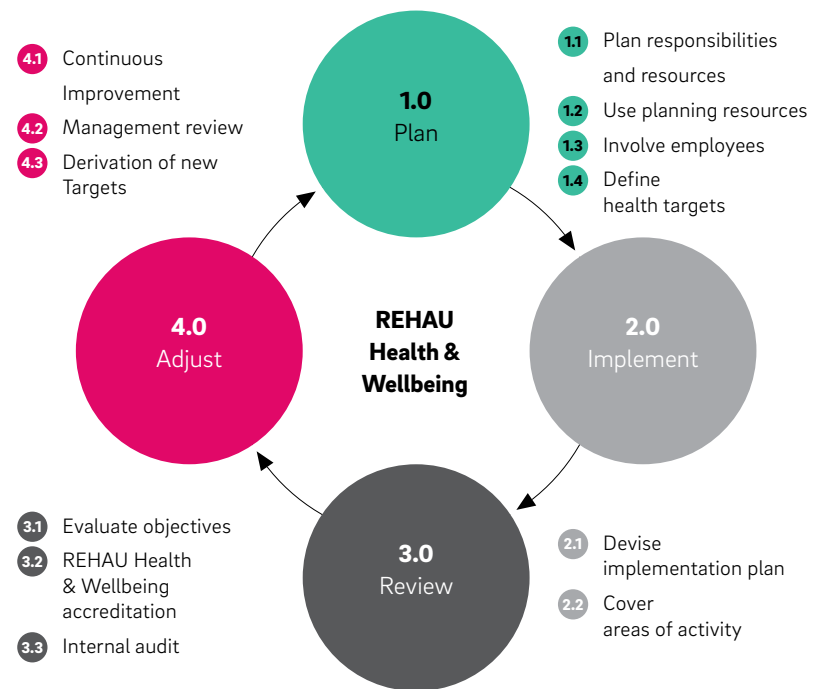 4.1 Continuous
Improvement
4.2 Management review
4.3 Derivation of new
Targets
1.0
Plan
1.1 Plan responsibilities
and resources
1.2 Use planning resources
1.3 Involve employees
1.4 Define
health targets
4.0
Adjust
REHAU
Health &
Wellbeing
2.0
Implement
3.1 Evaluate objectives
3.2 REHAU Health
& Wellbeing
accreditation
3.3 Internal audit
3.0
Review
2.1 Devise
implementation plan
2.2 Cover
areas of activity